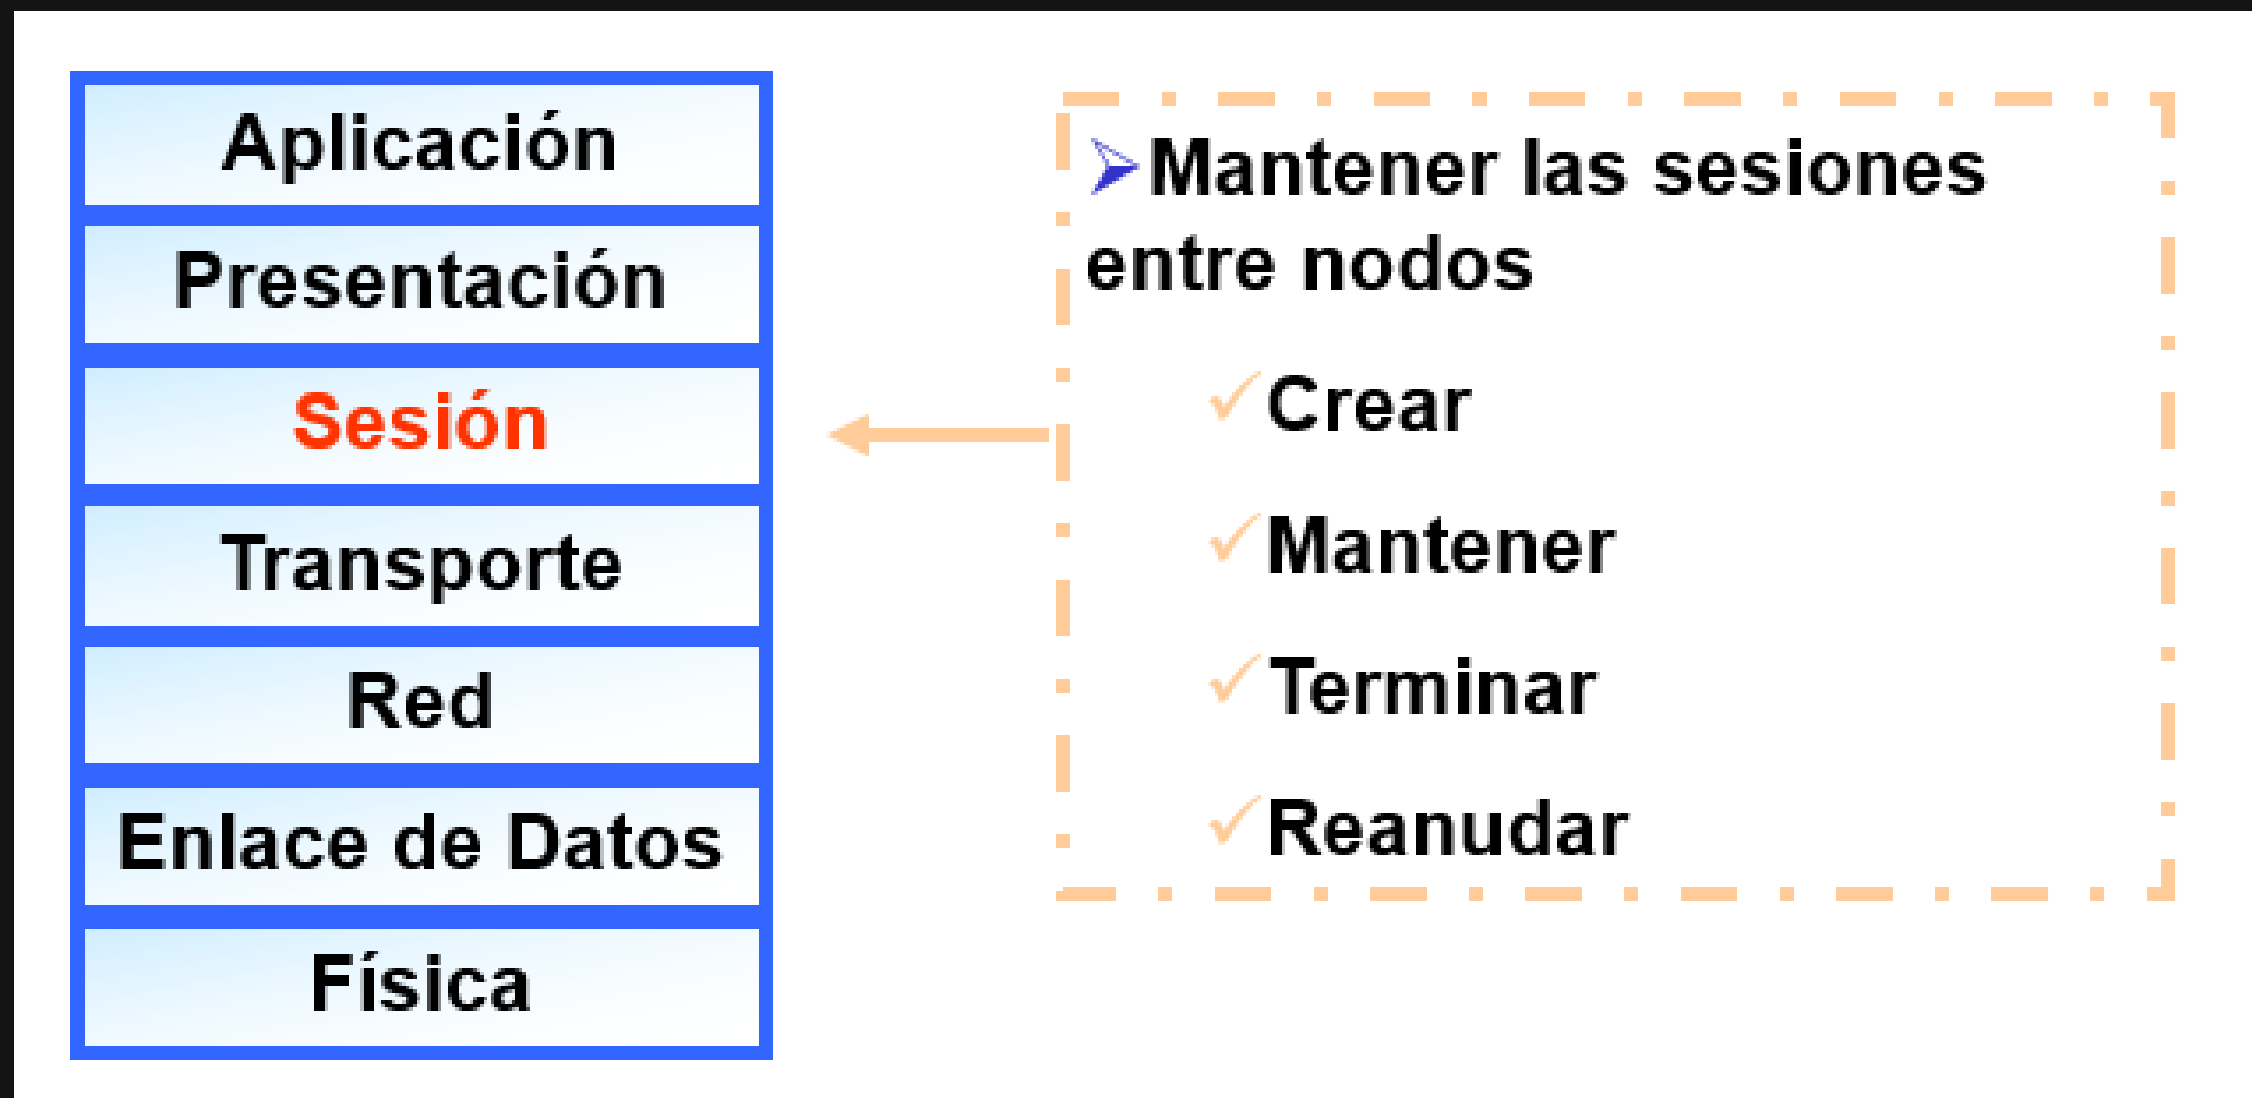 Aplicación
Presentación
Sesión
Transporte
Red
Enlace de Datos
Física
Mantener las sesiones
entre nodos
Crear
Mantener
Terminar
Reanudar